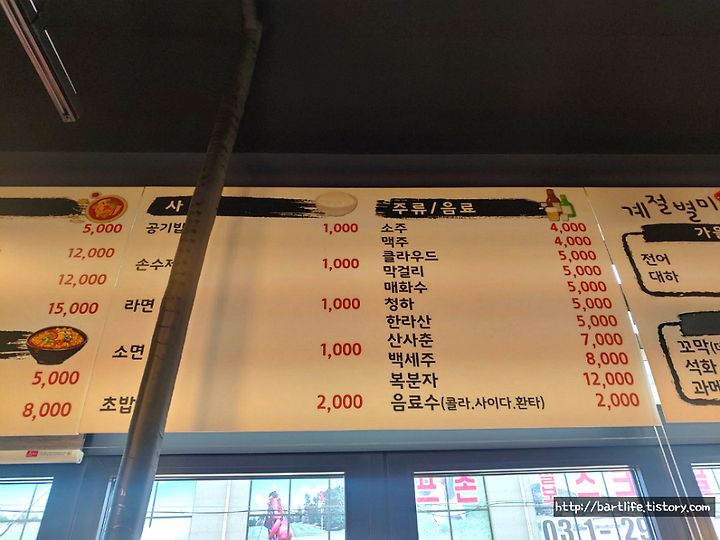 5,000
12,000
12,000
15,000
5,000
8,000
사
공기밥 1,000
손수제 1,000
라면 1,000
소면 1,000
초밥 2,000
주류/음료
소주 4,000
맥주 4,000
클라우드 5,000
막걸리 5,000
매화수 5,000
청하 5,000
한라산 5,000
산사춘 7,000
백세주 8,000
복분자 12,000
음료수(콜라.사이다.환타) 2,000
계절별미
가을
전어
대하
꼬막
석화
과메
http://bartlife.tistory.com